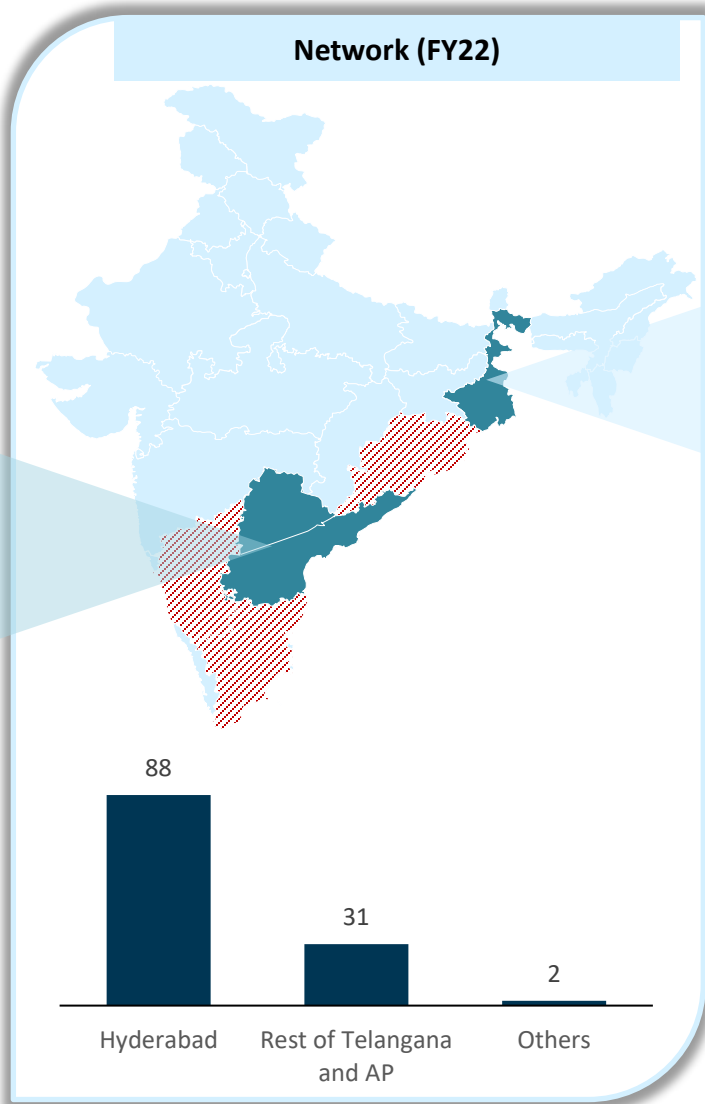 Network (FY22)
88
31
2
Hyderabad
Rest of Telangana
and AP
Others